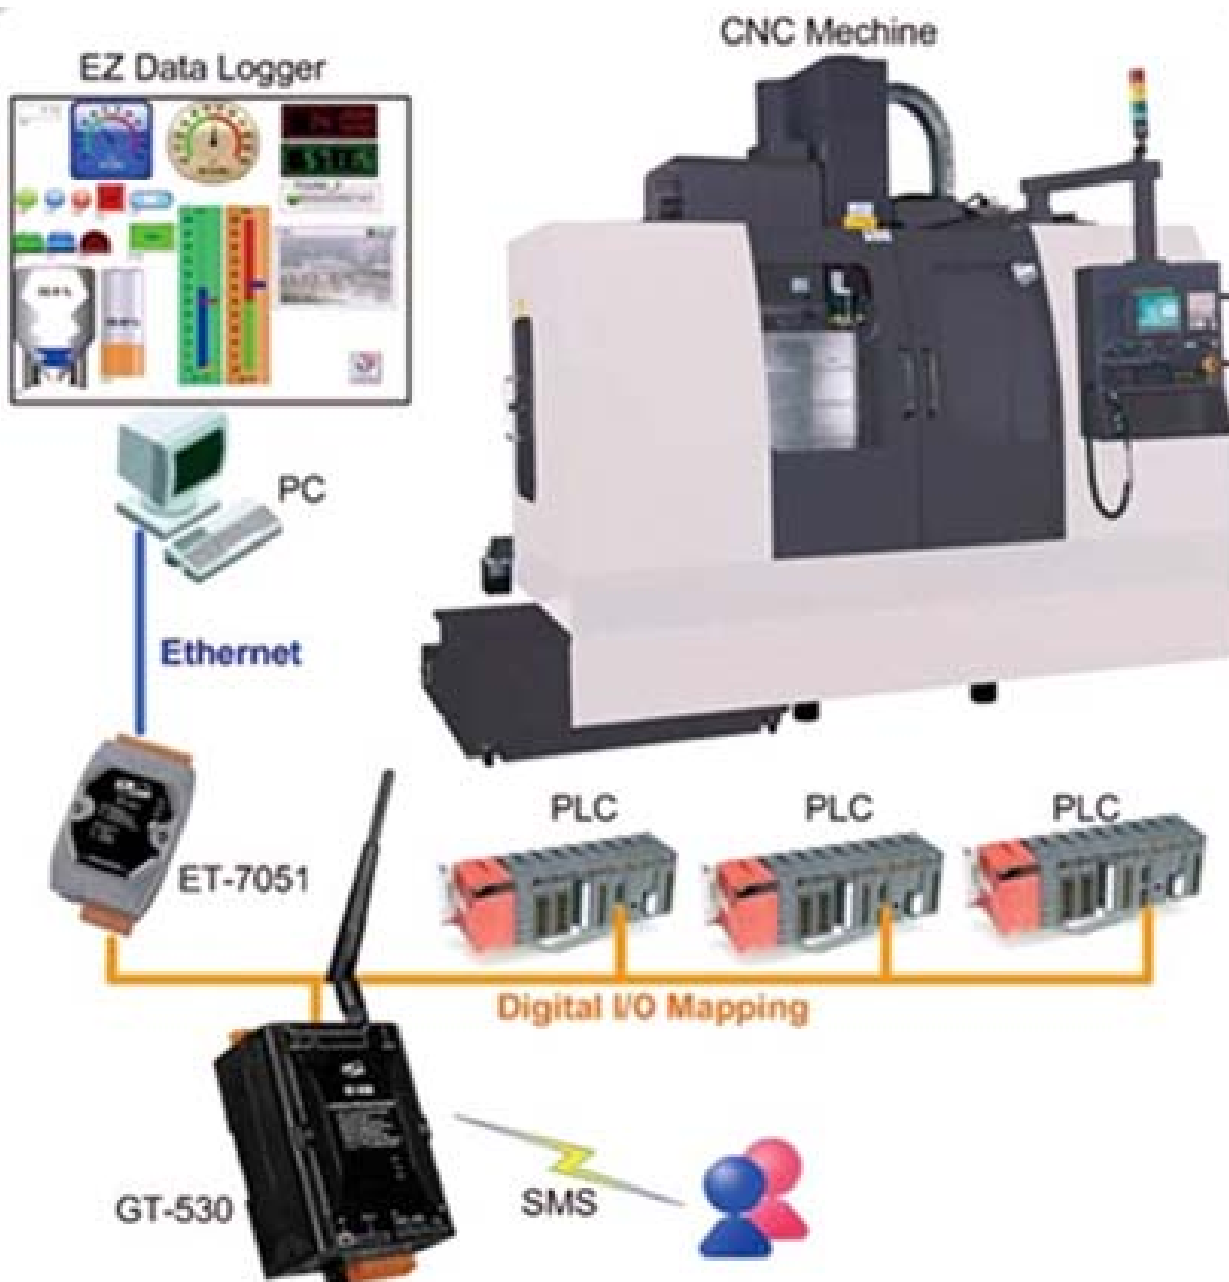 CNC Mechine
EZ Data Logger
PC
Ethernet
ET-7051
PLC
PLC
PLC
Digital I/O Mapping
GT-530
SMS